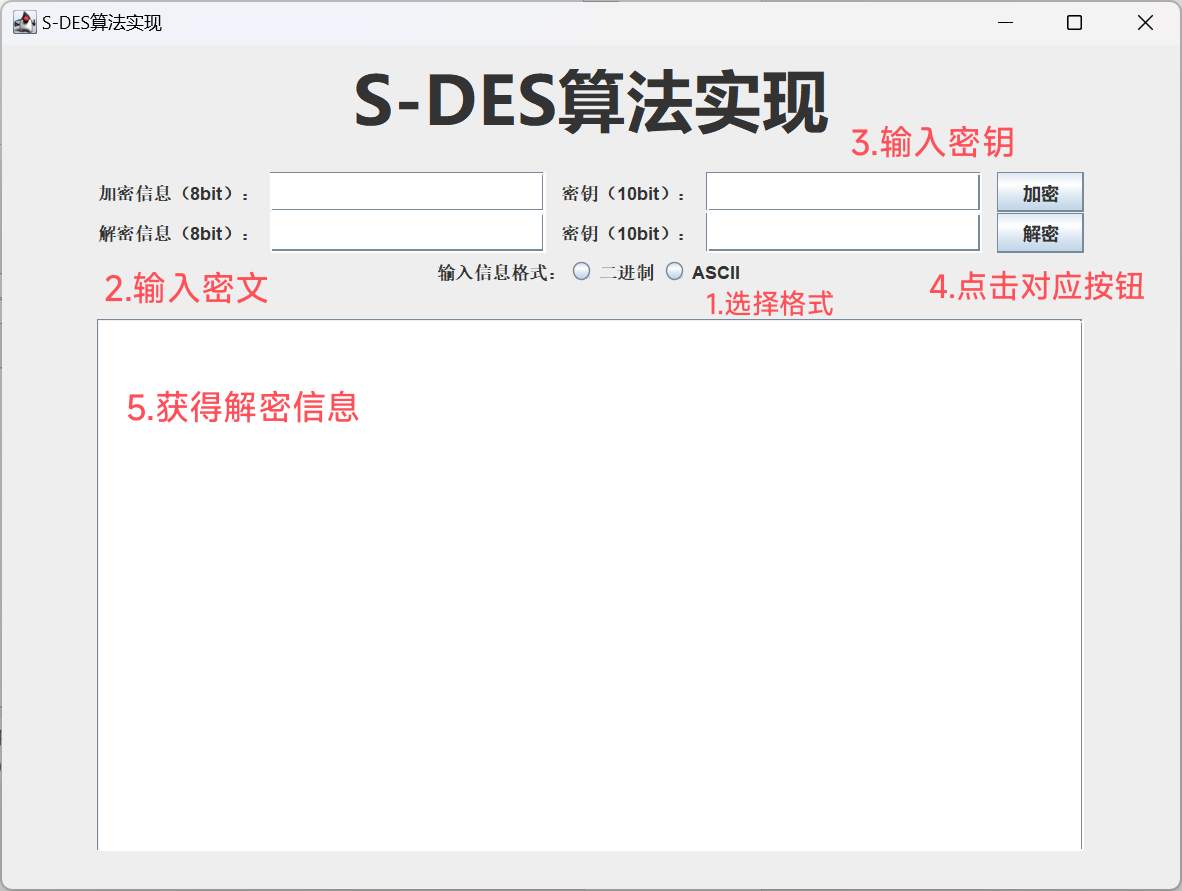 S-DES算法实现
S-DES算法实现
3.输入密钥
加密信息（8bit）： 密钥（10bit）： 加密
解密信息（8bit）： 密钥（10bit）： 解密
输入信息格式： 二进制 ASCII
2.输入密文
4.点击对应按钮
1.选择格式
5.获得解密信息